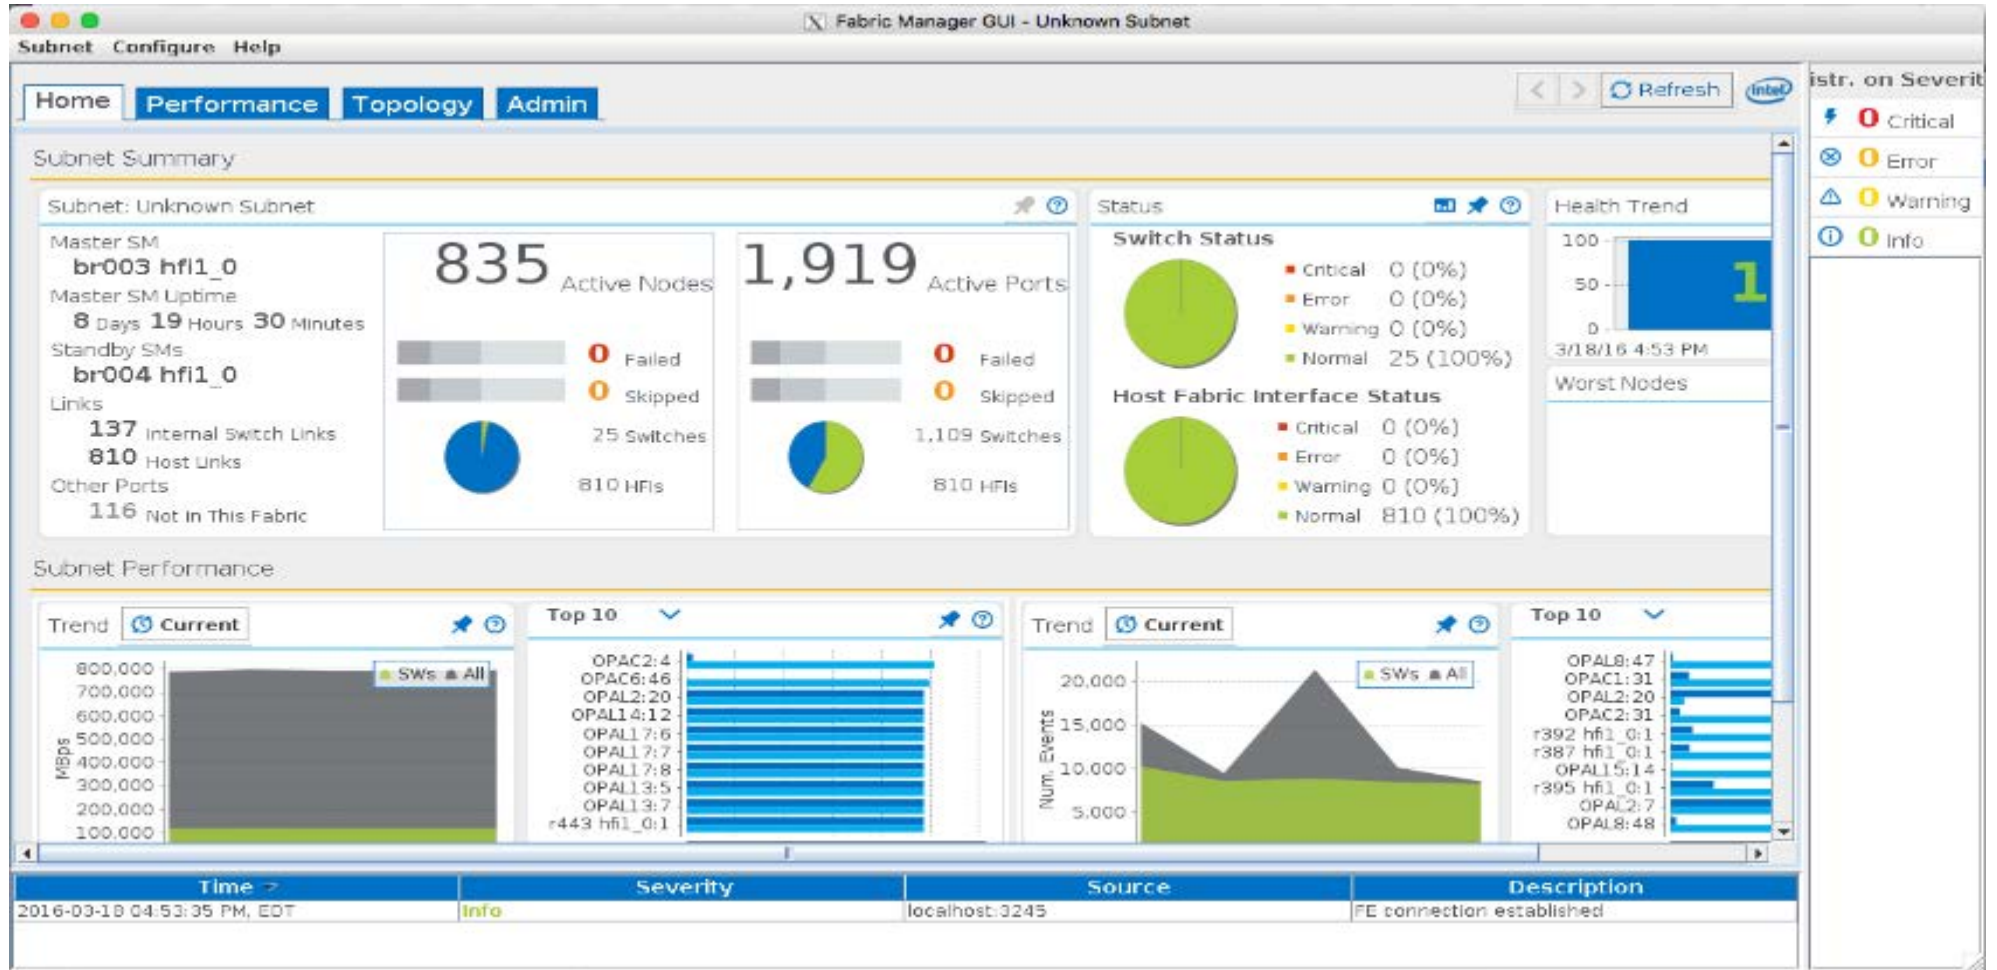 Fabric Manager GUI - Unknown Subnet
Subnet Configure Help
Home Performance Topology Admin
Refresh
intel
Subnet Summary
Subnet: Unknown Subnet
Master SM
br003 hfi1_0
Master SM Uptime
8 Days 19 Hours 30 Minutes
Standby SMs
br004 hfi1_0
Links
137 Internal Switch Links
810 Host Links
Other Ports
116 Not in This Fabric
835 Active Nodes
0 Failed
0 Skipped
25 Switches
810 HFIs
1,919 Active Ports
0 Failed
0 Skipped
1,109 Switches
810 HFIs
Status
Switch Status
Critical 0 (0%)
Error 0 (0%)
Warning 0 (0%)
Normal 25 (100%)
Host Fabric Interface Status
Critical 0 (0%)
Error 0 (0%)
Warning 0 (0%)
Normal 810 (100%)
Health Trend
100
50
0
1
3/18/16 4:53 PM
Worst Nodes
istr. on Severit
0 Critical
0 Error
0 Warning
0 Info
Subnet Performance
Trend Current
SWs All
MBps
800,000
700,000
600,000
500,000
400,000
300,000
200,000
100,000
Top 10
OPAC2:4
OPAC6:46
OPAL2:20
OPAL14:12
OPAL17:6
OPAL17:7
OPAL17:8
OPAL13:5
OPAL13:7
r443 hfi1_0:1
Trend Current
SWs All
Num. Events
20,000
15,000
10,000
5,000
Top 10
OPAL8:47
OPAC1:31
OPAL2:20
OPAC2:31
r392 hfi1_0:1
r387 hfi1_0:1
OPAL15:14
r395 hfi1_0:1
OPAL2:7
OPAL8:48
Time Severity Source Description
2016-03-18 04:53:35 PM, EDT Info localhost:3245 FE connection established